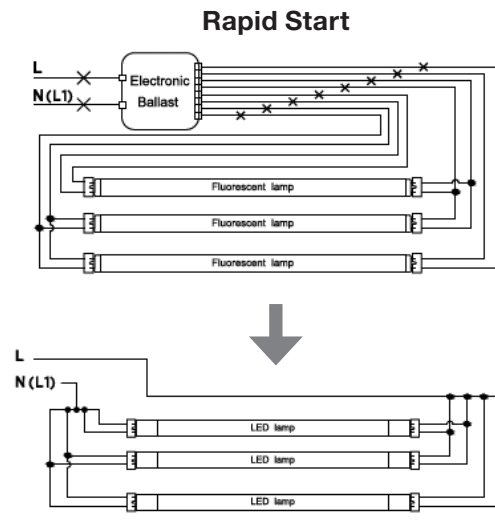 Rapid Start
L
Electronic
N(L1)
Ballast
Fluorescent lamp
Fluorescent lamp
Fluorescent lamp
L
N(L1)
LED lamp
LED lamp
LED lamp